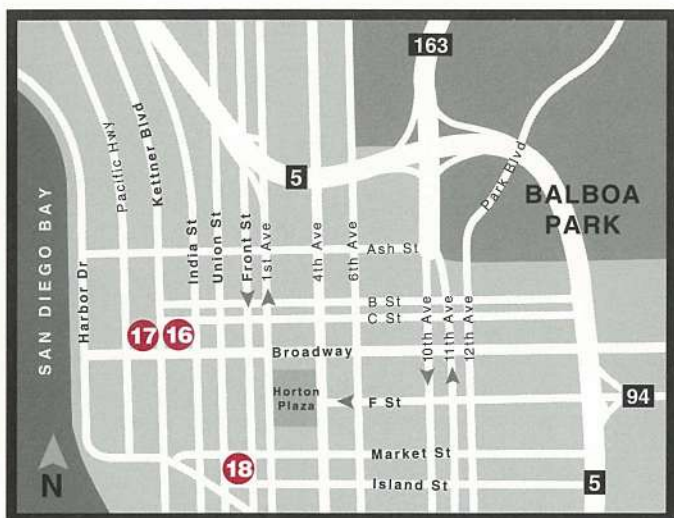 163
5
BALBOA
PARK
SAN DIEGO BAY
Harbor Dr
Pacific Hwy
Kettner Blvd
India St
Union St
Front St
1st Ave
4th Ave
6th Ave
10th Ave
11th Ave
12th Ave
Park Blvd
Ash St
B St
C St
17
16
Broadway
Horton
Plaza
F St
94
Market St
18
Island St
5
N